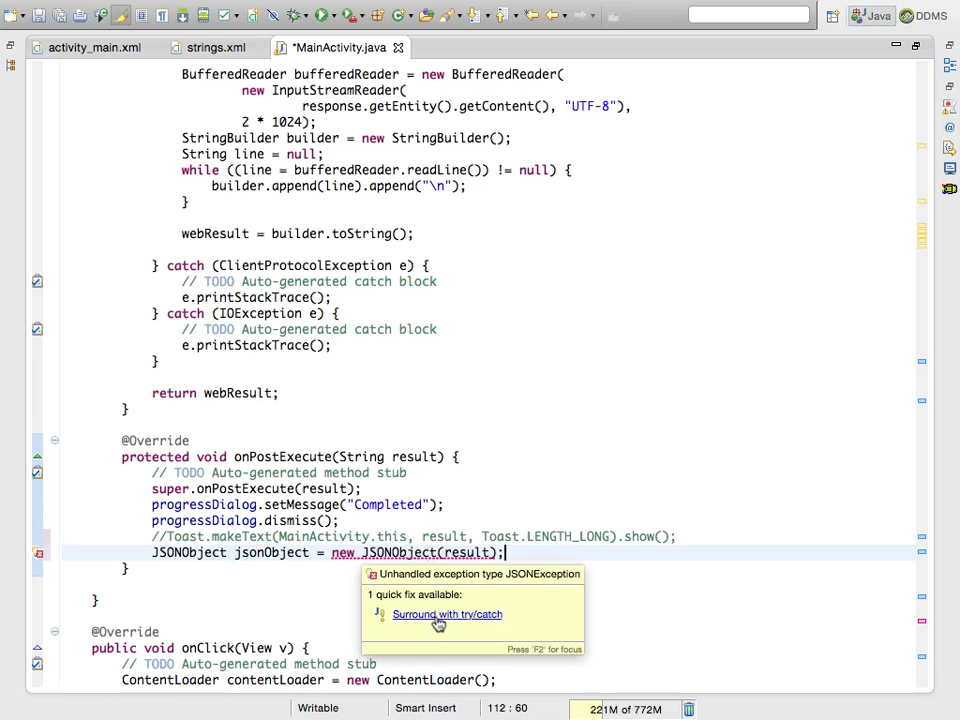 Java
DDMS
activity_main.xml
strings.xml
*MainActivity.java
BufferedReader bufferedReader = new BufferedReader(
new InputStreamReader(
response.getEntity().getContent(), "UTF-8"),
2 * 1024);
StringBuilder builder = new StringBuilder();
String line = null;
while ((line = bufferedReader.readLine()) != null) {
builder.append(line).append("\n");
}
webResult = builder.toString();
} catch (ClientProtocolException e) {
// TODO Auto-generated catch block
e.printStackTrace();
} catch (IOException e) {
// TODO Auto-generated catch block
e.printStackTrace();
}
return webResult;
}
@Override
protected void onPostExecute(String result) {
// TODO Auto-generated method stub
super.onPostExecute(result);
progressDialog.setMessage("Completed");
progressDialog.dismiss();
//Toast.makeText(MainActivity.this, result, Toast.LENGTH_LONG).show();
JSONObject jsonObject = new JSONObject(result);
}
Unhandled exception type JSONException
1 quick fix available:
Surround with try/catch
Press 'F2' for focus
}
@Override
public void onClick(View v) {
// TODO Auto-generated method stub
ContentLoader contentLoader = new ContentLoader();
Writable
Smart Insert
112 : 60
221M of 772M